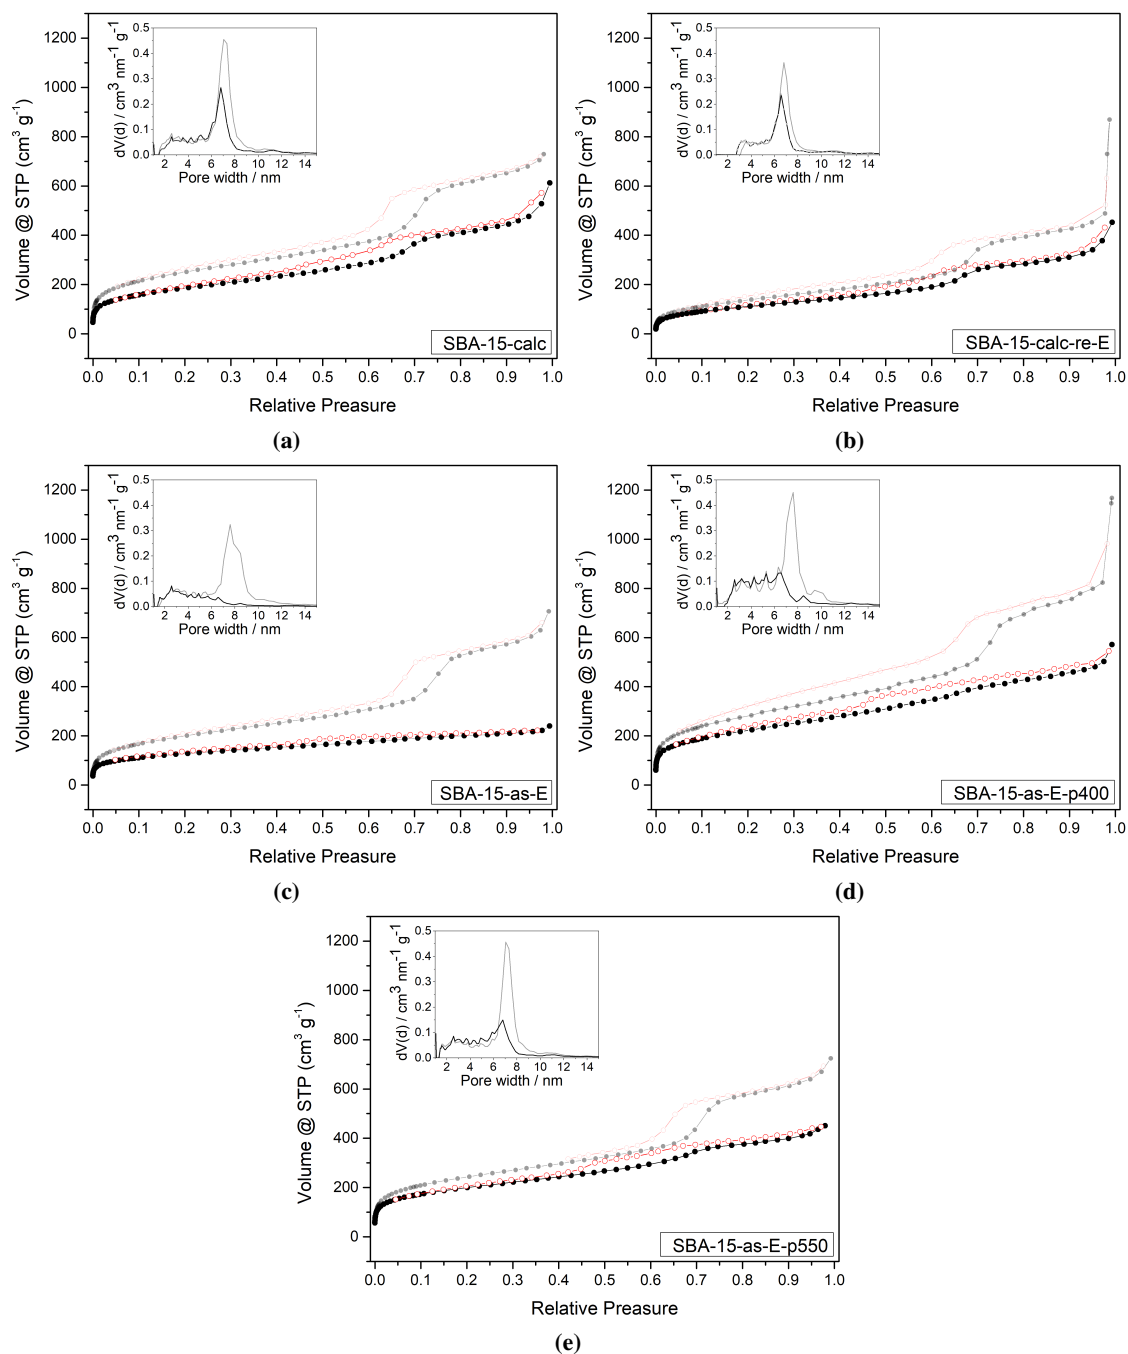 0.5
0.4
0.3
0.2
0.1
0.0
dV(d) / cm³ nm⁻¹ g⁻¹
2 4 6 8 10 12 14
Pore width / nm
1200
1000
800
600
400
200
0
Volume @ STP (cm³ g⁻¹)
SBA-15-calc
0.0 0.1 0.2 0.3 0.4 0.5 0.6 0.7 0.8 0.9 1.0
Relative Preasure
(a)
0.5
0.4
0.3
0.2
0.1
0.0
dV(d) / cm³ nm⁻¹ g⁻¹
2 4 6 8 10 12 14
Pore width / nm
1200
1000
800
600
400
200
0
Volume @ STP (cm³ g⁻¹)
SBA-15-calc-re-E
0.0 0.1 0.2 0.3 0.4 0.5 0.6 0.7 0.8 0.9 1.0
Relative Preasure
(b)
0.5
0.4
0.3
0.2
0.1
0.0
dV(d) / cm³ nm⁻¹ g⁻¹
2 4 6 8 10 12 14
Pore width / nm
1200
1000
800
600
400
200
0
Volume @ STP (cm³ g⁻¹)
SBA-15-as-E
0.0 0.1 0.2 0.3 0.4 0.5 0.6 0.7 0.8 0.9 1.0
Relative Preasure
(c)
0.5
0.4
0.3
0.2
0.1
0.0
dV(d) / cm³ nm⁻¹ g⁻¹
2 4 6 8 10 12 14
Pore width / nm
1200
1000
800
600
400
200
0
Volume @ STP (cm³ g⁻¹)
SBA-15-as-E-p400
0.0 0.1 0.2 0.3 0.4 0.5 0.6 0.7 0.8 0.9 1.0
Relative Preasure
(d)
0.5
0.4
0.3
0.2
0.1
0.0
dV(d) / cm³ nm⁻¹ g⁻¹
2 4 6 8 10 12 14
Pore width / nm
1200
1000
800
600
400
200
0
Volume @ STP (cm³ g⁻¹)
SBA-15-as-E-p550
0.0 0.1 0.2 0.3 0.4 0.5 0.6 0.7 0.8 0.9 1.0
Relative Preasure
(e)